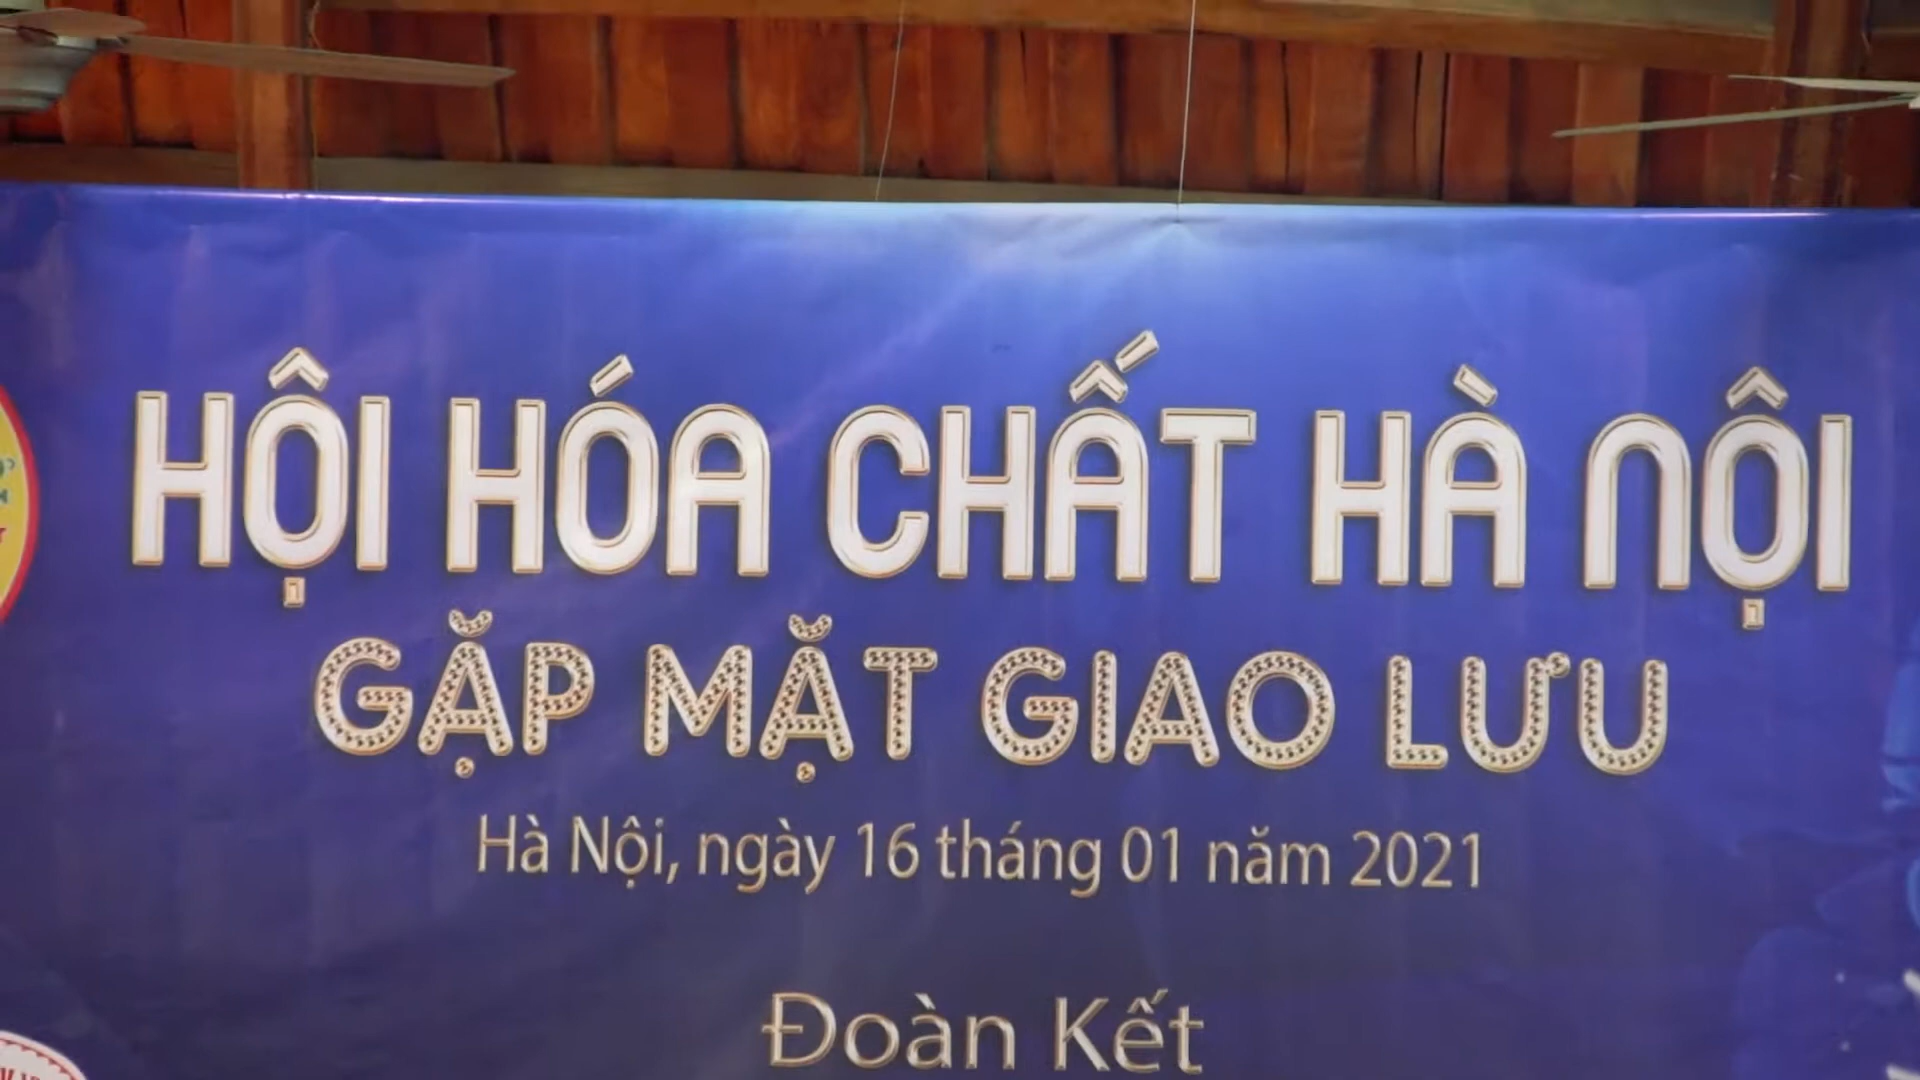 HỘI HÓA CHẤT HÀ NỘI
GẶP MẶT GIAO LƯU
Hà Nội, ngày 16 tháng 01 năm 2021
Đoàn Kết